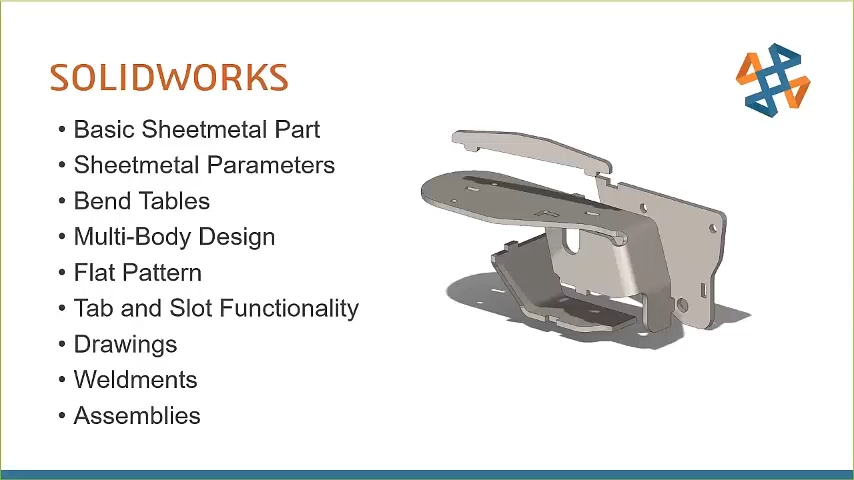 SOLIDWORKS
• Basic Sheetmetal Part
• Sheetmetal Parameters
• Bend Tables
• Multi-Body Design
• Flat Pattern
• Tab and Slot Functionality
• Drawings
• Weldments
• Assemblies